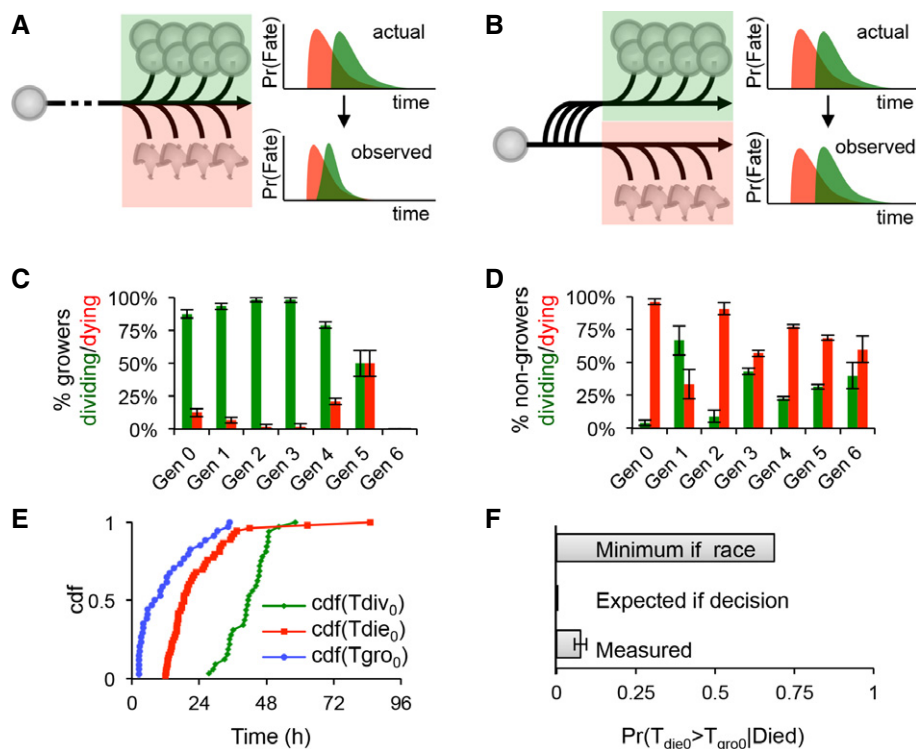 A
actual
Pr(Fate)
time
observed
Pr(Fate)
time
B
actual
Pr(Fate)
time
observed
Pr(Fate)
time
C
% growers
dividing/dying
100%
75%
50%
25%
0%
Gen 0
Gen 1
Gen 2
Gen 3
Gen 4
Gen 5
Gen 6
D
% non-growers
dividing/dying
100%
75%
50%
25%
0%
Gen 0
Gen 1
Gen 2
Gen 3
Gen 4
Gen 5
Gen 6
E
cdf
1
0.5
0
cdf(Tdiv0)
cdf(Tdie0)
cdf(Tgro0)
0 24 48 72 96
Time (h)
F
Minimum if race
Expected if decision
Measured
0 0.25 0.5 0.75 1
Pr(Tdie0>Tgro0|Died)